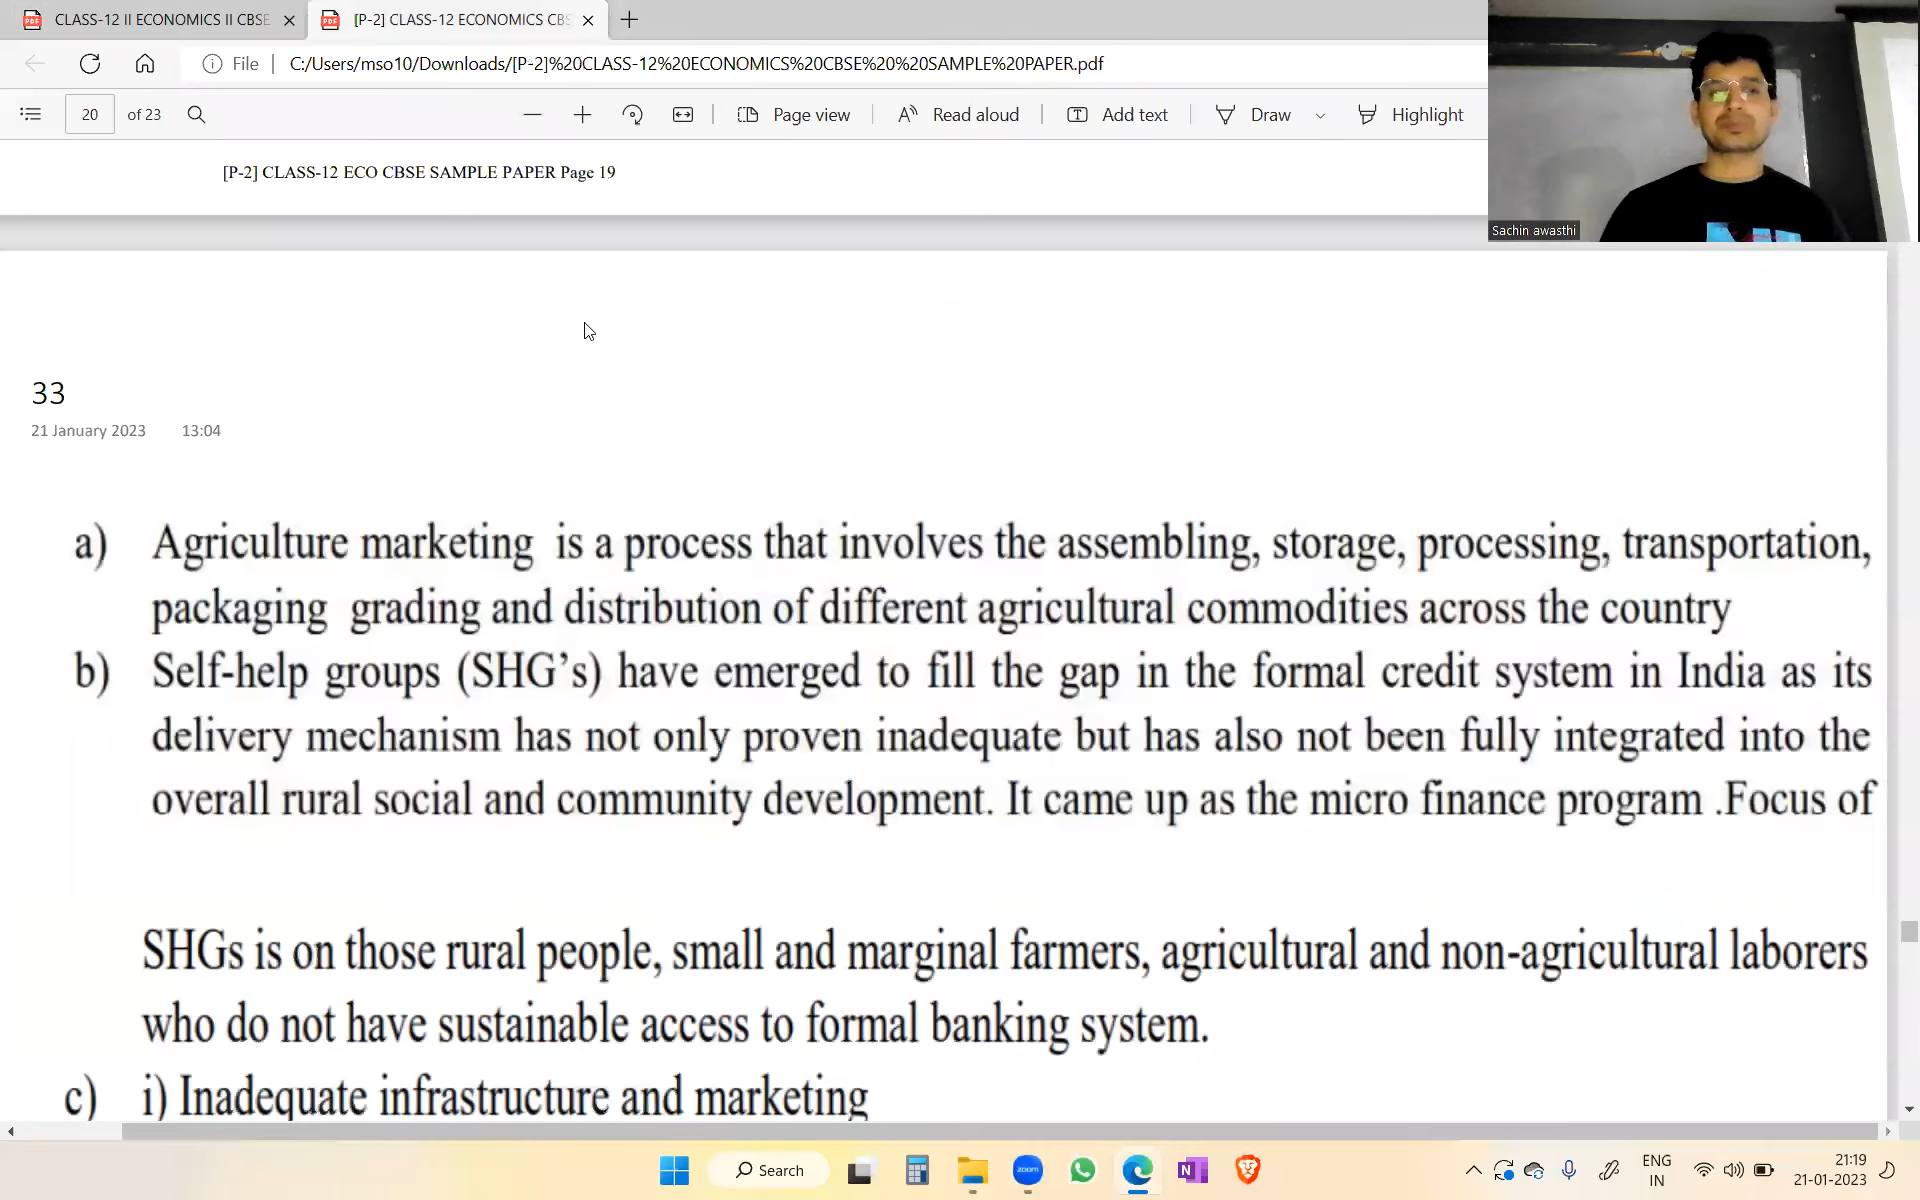 CLASS-12 II ECONOMICS II CBSE
[P-2] CLASS-12 ECONOMICS CBS
File
C:/Users/mso10/Downloads/[P-2]%20CLASS-12%20ECONOMICS%20CBSE%20%20SAMPLE%20PAPER.pdf
20 of 23
Page view
Read aloud
Add text
Draw
Highlight
[P-2] CLASS-12 ECO CBSE SAMPLE PAPER Page 19
Sachin awasthi
33
21 January 2023 13:04
a) Agriculture marketing is a process that involves the assembling, storage, processing, transportation,
packaging grading and distribution of different agricultural commodities across the country
b) Self-help groups (SHG's) have emerged to fill the gap in the formal credit system in India as its
delivery mechanism has not only proven inadequate but has also not been fully integrated into the
overall rural social and community development. It came up as the micro finance program .Focus of
SHGs is on those rural people, small and marginal farmers, agricultural and non-agricultural laborers
who do not have sustainable access to formal banking system.
c) i) Inadequate infrastructure and marketing
Search
zoom
ENG
IN
21:19
21-01-2023